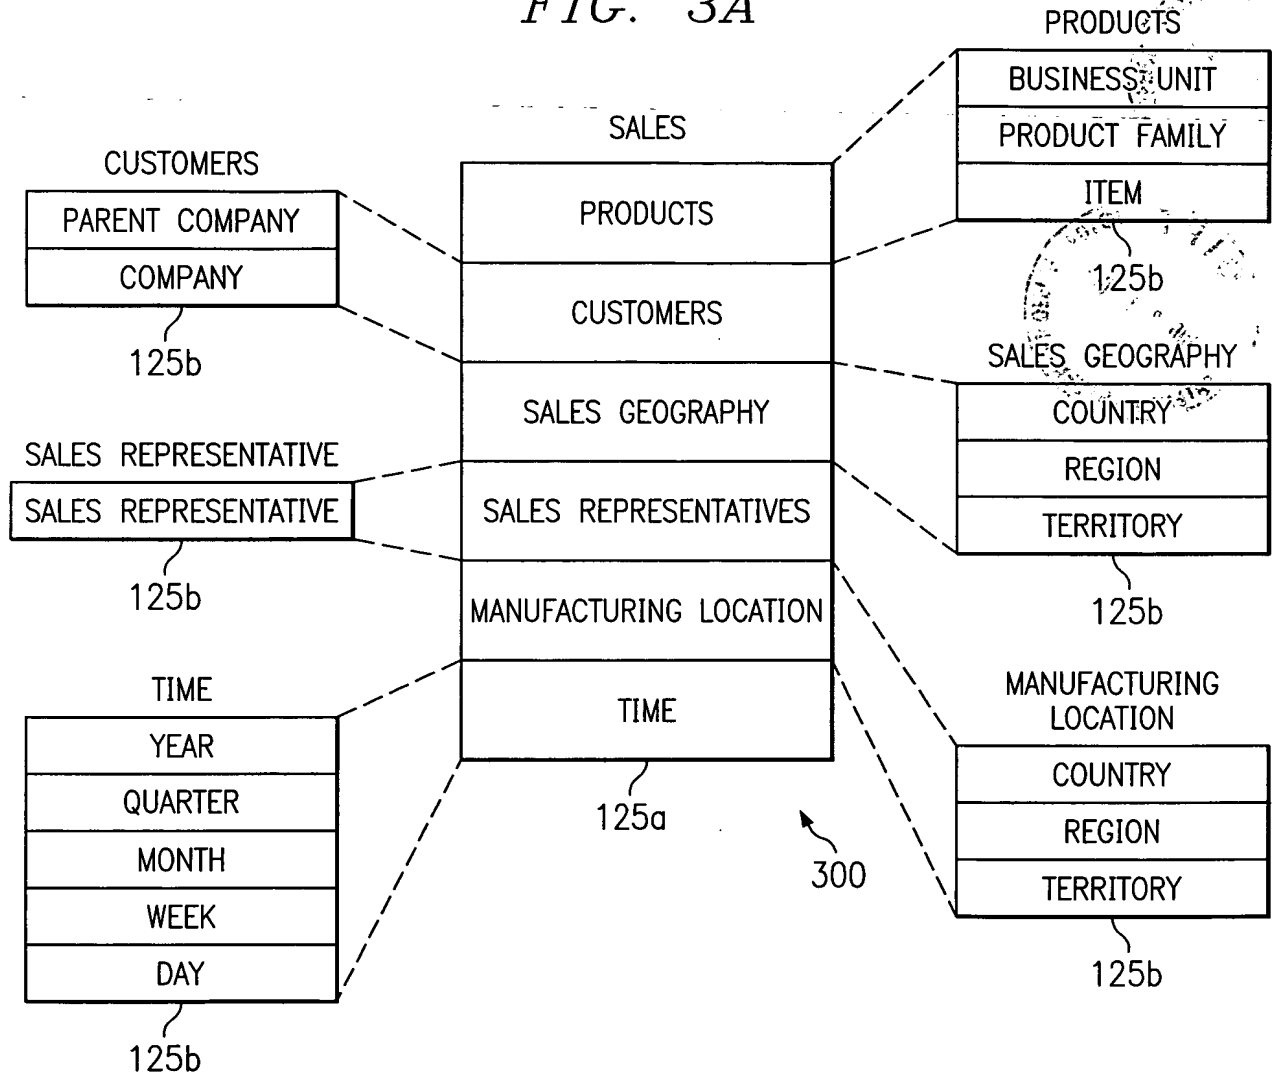 FIG. 3A
PRODUCTS
BUSINESS UNIT
PRODUCT FAMILY
ITEM
125b
SALES
PRODUCTS
CUSTOMERS
SALES GEOGRAPHY
SALES REPRESENTATIVES
MANUFACTURING LOCATION
TIME
125a
300
CUSTOMERS
PARENT COMPANY
COMPANY
125b
SALES GEOGRAPHY
COUNTRY
REGION
TERRITORY
125b
SALES REPRESENTATIVE
SALES REPRESENTATIVE
125b
MANUFACTURING
LOCATION
COUNTRY
REGION
TERRITORY
125b
TIME
YEAR
QUARTER
MONTH
WEEK
DAY
125b